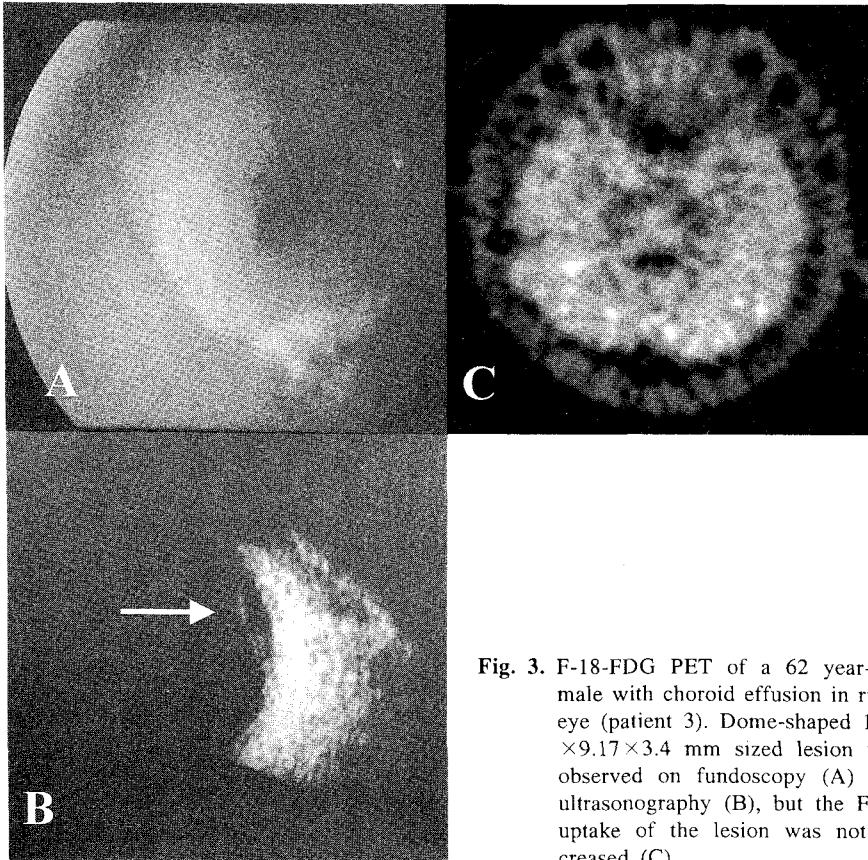 A
C
B
Fig. 3. F-18-FDG PET of a 62 year-
male with choroid effusion in r
eye (patient 3). Dome-shaped
×9.17×3.4 mm sized lesion
observed on fundoscopy (A)
ultrasonography (B), but the F
uptake of the lesion was not
creased (C)